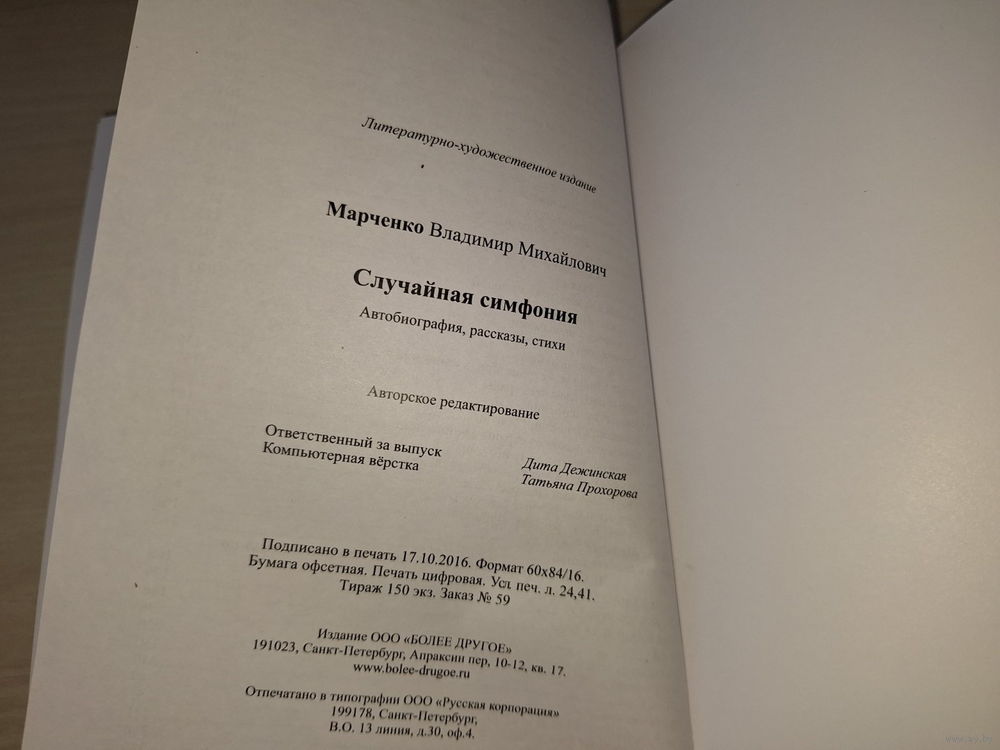 Литературно-художественное издание
Марченко Владимир Михайлович
Случайная симфония
Автобиография, рассказы, стихи
Авторское редактирование
Ответственный за выпуск Дита Дежинская
Компьютерная вёрстка Татьяна Прохорова
Подписано в печать 17.10.2016. Формат 60х84/16.
Бумага офсетная. Печать цифровая. Усл. печ. л. 24,41.
Тираж 150 экз. Заказ № 59
Издание ООО «БОЛЕЕ ДРУГОЕ»
191023, Санкт-Петербург, Апраксин пер, 10-12, кв. 17.
www.bolee-drugoe.ru
Отпечатано в типографии ООО «Русская корпорация»
199178, Санкт-Петербург,
В.О. 13 линия, д.30, оф.4.